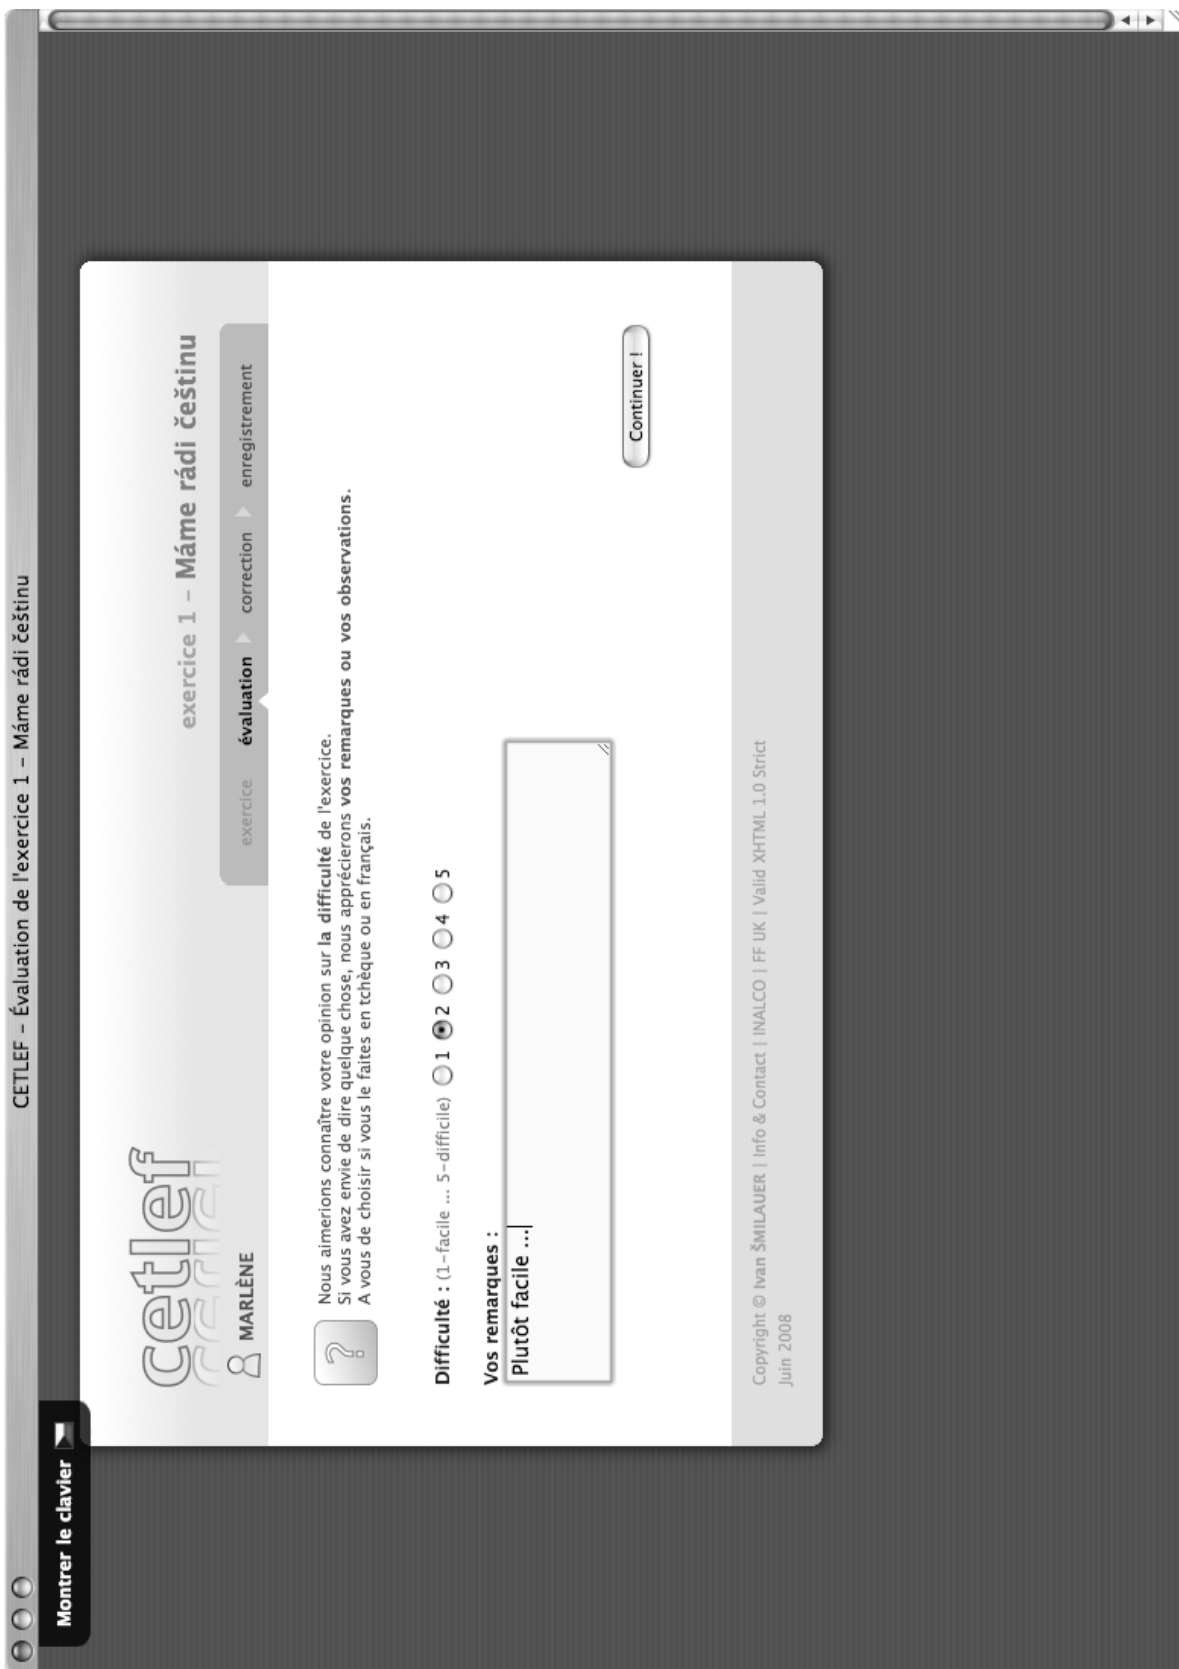 CETLEF – Évaluation de l'exercice 1 – Máme rádi češtinu
Montrer le clavier
cetlef
exercice 1 – Máme rádi češtinu
MARLÈNE
exercice évaluation correction enregistrement
?
Nous aimerions connaître votre opinion sur la difficulté de l'exercice.
Si vous avez envie de dire quelque chose, nous apprécierons vos remarques ou vos observations.
A vous de choisir si vous le faites en tchèque ou en français.
Difficulté : (1-facile ... 5-difficile) 1 2 3 4 5
Vos remarques :
Plutôt facile ...
Continuer !
Copyright © Ivan ŠMILAUER | Info & Contact | INALCO | FF UK | Valid XHTML 1.0 Strict
Juin 2008